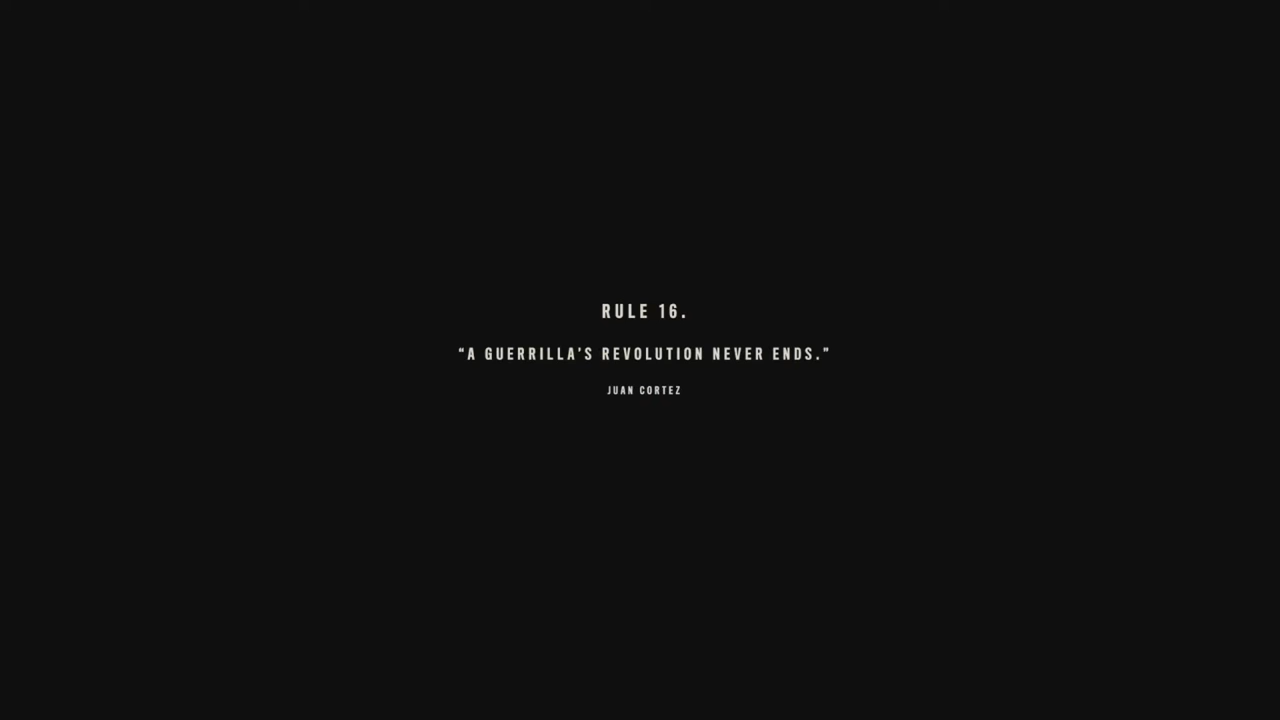 RULE 16.
“A GUERRILLA’S REVOLUTION NEVER ENDS.”
JUAN CORTEZ